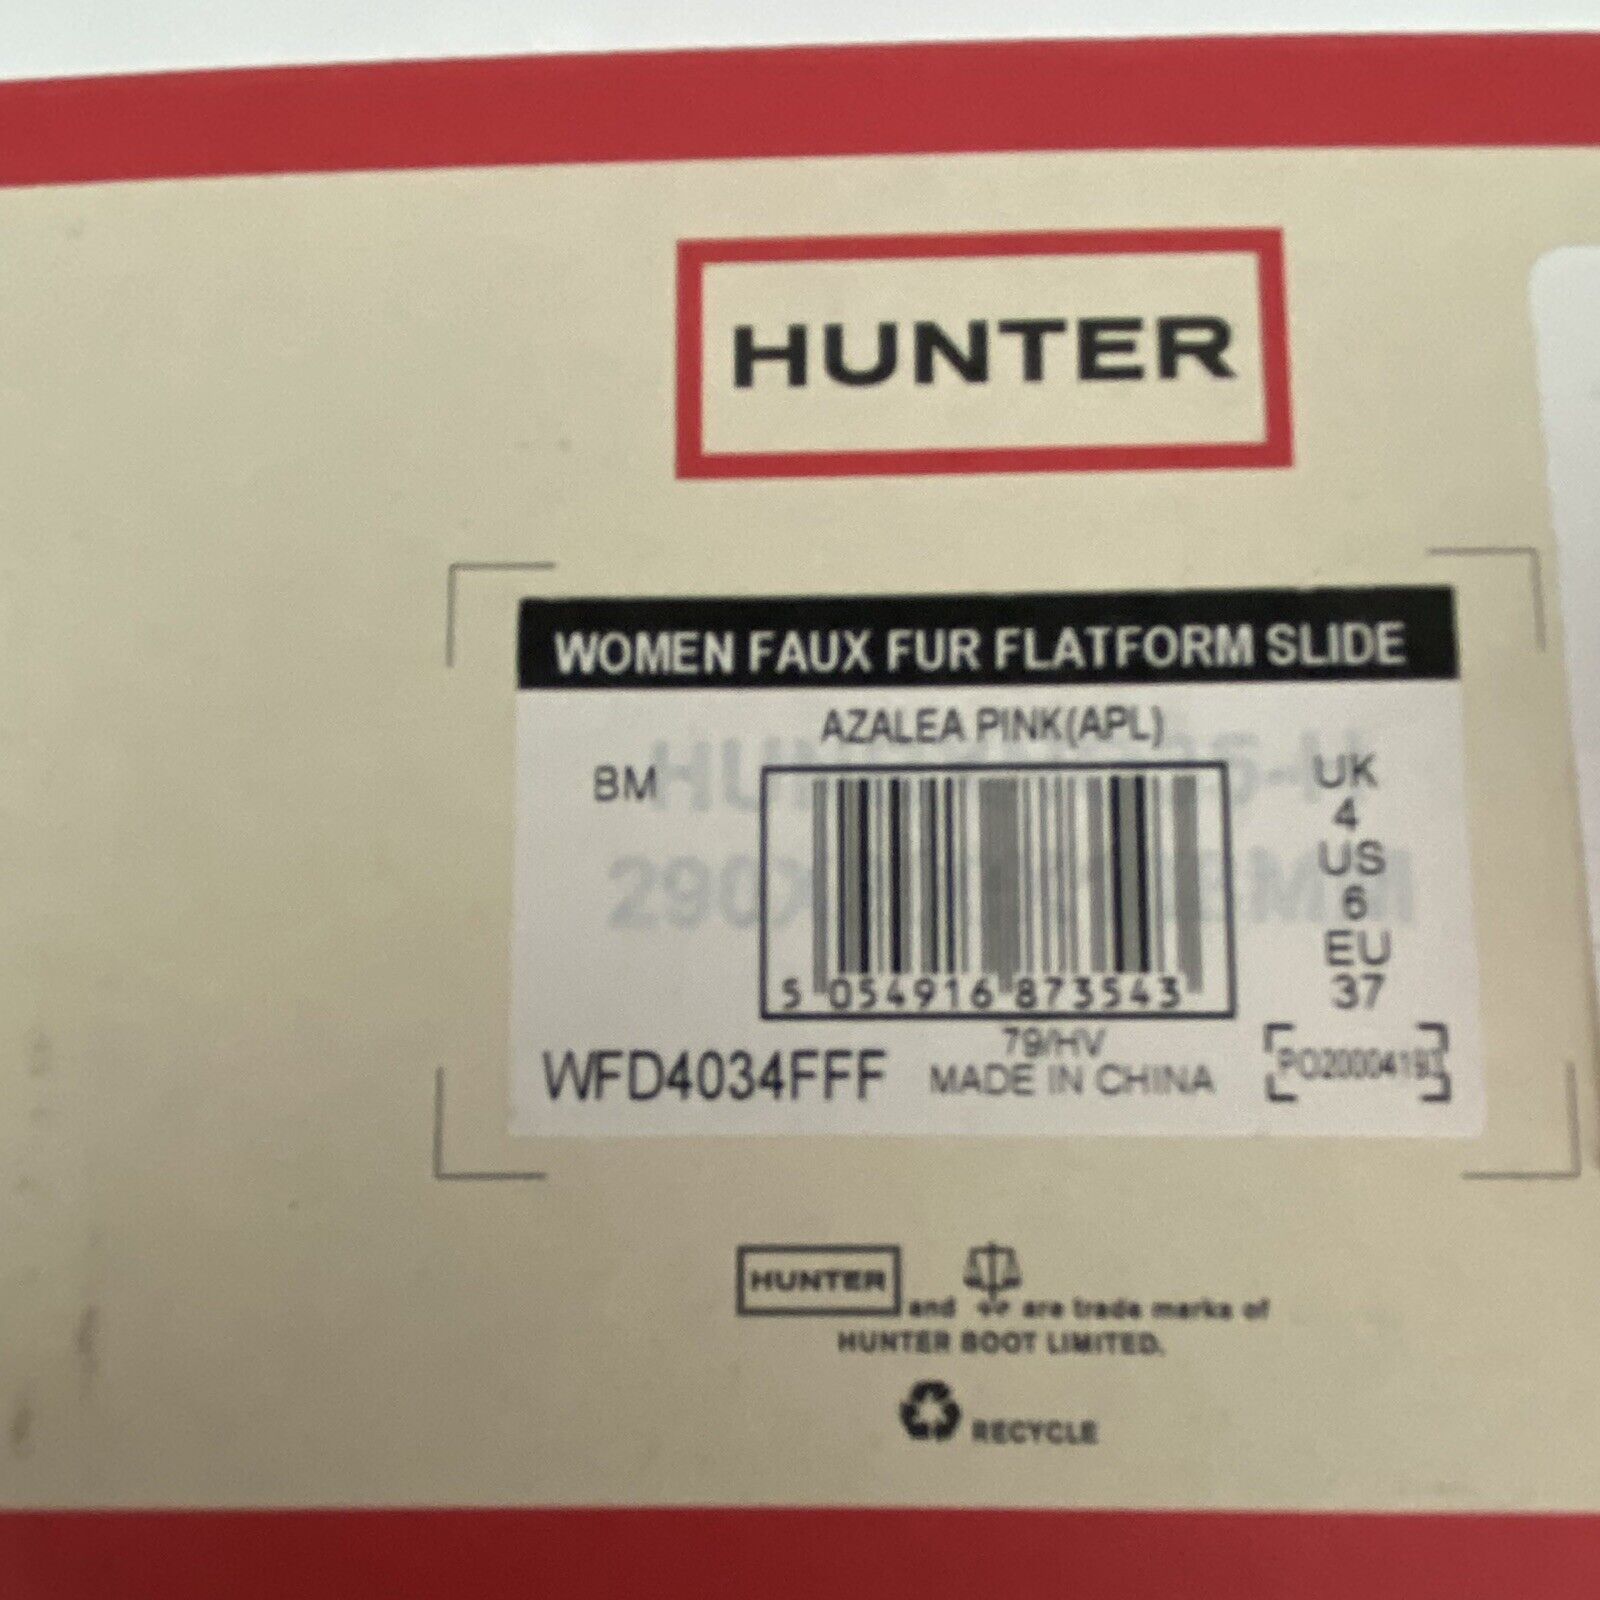 HUNTER
WOMEN FAUX FUR FLATFORM SLIDE
AZALEA PINK(APL)
BM
UK
4
US
6
EU
37
5 054916 873543
79/HV
WFD4034FFF MADE IN CHINA PO20004193
HUNTER and are trade marks of
HUNTER BOOT LIMITED.
RECYCLE